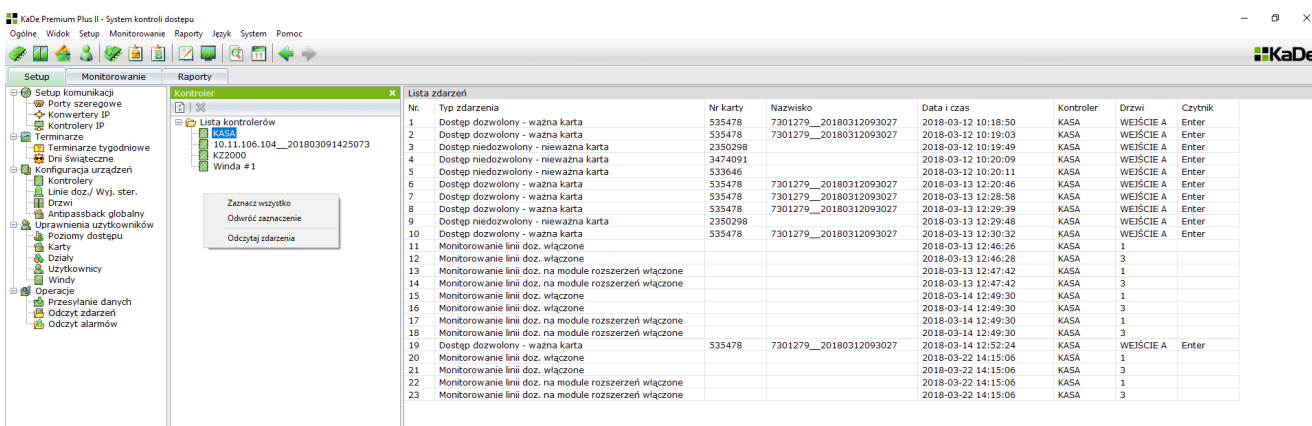 KaDe Premium Plus II - System kontroli dostępu
Ogólne Widok Setup Monitorowanie Raporty Język System Pomoc
11
KaDe
Setup Monitorowanie Raporty
Setup komunikacji
Porty szeregowe
Konwertery IP
Kontrolery IP
Terminarze
Terminarze tygodniowe
Dni świąteczne
Konfiguracja urządzeń
Kontrolery
Linie doz./ Wyj. ster.
Drzwi
Antipassback globalny
Uprawnienia użytkowników
Poziomy dostępu
Karty
Działy
Użytkownicy
Windy
Operacje
Przesyłanie danych
Odczyt zdarzeń
Odczyt alarmów
Kontroler
Lista kontrolerów
KASA
10.11.106.104__201803091425073
KZ2000
Winda #1
Zaznacz wszystko
Odwróć zaznaczenie
Odczytaj zdarzenia
Lista zdarzeń
Nr. Typ zdarzenia Nr karty Nazwisko Data i czas Kontroler Drzwi Czytnik
1 Dostęp dozwolony - ważna karta 535478 7301279__20180312093027 2018-03-12 10:18:50 KASA WEJŚCIE A Enter
2 Dostęp dozwolony - ważna karta 535478 7301279__20180312093027 2018-03-12 10:19:03 KASA WEJŚCIE A Enter
3 Dostęp niedozwolony - nieważna karta 2350298 2018-03-12 10:19:49 KASA WEJŚCIE A Enter
4 Dostęp niedozwolony - nieważna karta 3474091 2018-03-12 10:20:09 KASA WEJŚCIE A Enter
5 Dostęp niedozwolony - nieważna karta 533646 2018-03-12 10:20:11 KASA WEJŚCIE A Enter
6 Dostęp dozwolony - ważna karta 535478 7301279__20180312093027 2018-03-13 12:20:46 KASA WEJŚCIE A Enter
7 Dostęp dozwolony - ważna karta 535478 7301279__20180312093027 2018-03-13 12:28:58 KASA WEJŚCIE A Enter
8 Dostęp dozwolony - ważna karta 535478 7301279__20180312093027 2018-03-13 12:29:39 KASA WEJŚCIE A Enter
9 Dostęp niedozwolony - nieważna karta 2350298 2018-03-13 12:29:48 KASA WEJŚCIE A Enter
10 Dostęp dozwolony - ważna karta 535478 7301279__20180312093027 2018-03-13 12:30:32 KASA WEJŚCIE A Enter
11 Monitorowanie linii doz. włączone 2018-03-13 12:46:26 KASA 1
12 Monitorowanie linii doz. włączone 2018-03-13 12:46:28 KASA 3
13 Monitorowanie linii doz. na module rozszerzeń włączone 2018-03-13 12:47:42 KASA 1
14 Monitorowanie linii doz. na module rozszerzeń włączone 2018-03-13 12:47:42 KASA 3
15 Monitorowanie linii doz. włączone 2018-03-14 12:49:30 KASA 1
16 Monitorowanie linii doz. włączone 2018-03-14 12:49:30 KASA 3
17 Monitorowanie linii doz. na module rozszerzeń włączone 2018-03-14 12:49:30 KASA 1
18 Monitorowanie linii doz. na module rozszerzeń włączone 2018-03-14 12:49:30 KASA 3
19 Dostęp dozwolony - ważna karta 535478 7301279__20180312093027 2018-03-14 12:52:24 KASA WEJŚCIE A Enter
20 Monitorowanie linii doz. włączone 2018-03-22 14:15:06 KASA 1
21 Monitorowanie linii doz. włączone 2018-03-22 14:15:06 KASA 3
22 Monitorowanie linii doz. na module rozszerzeń włączone 2018-03-22 14:15:06 KASA 1
23 Monitorowanie linii doz. na module rozszerzeń włączone 2018-03-22 14:15:06 KASA 3